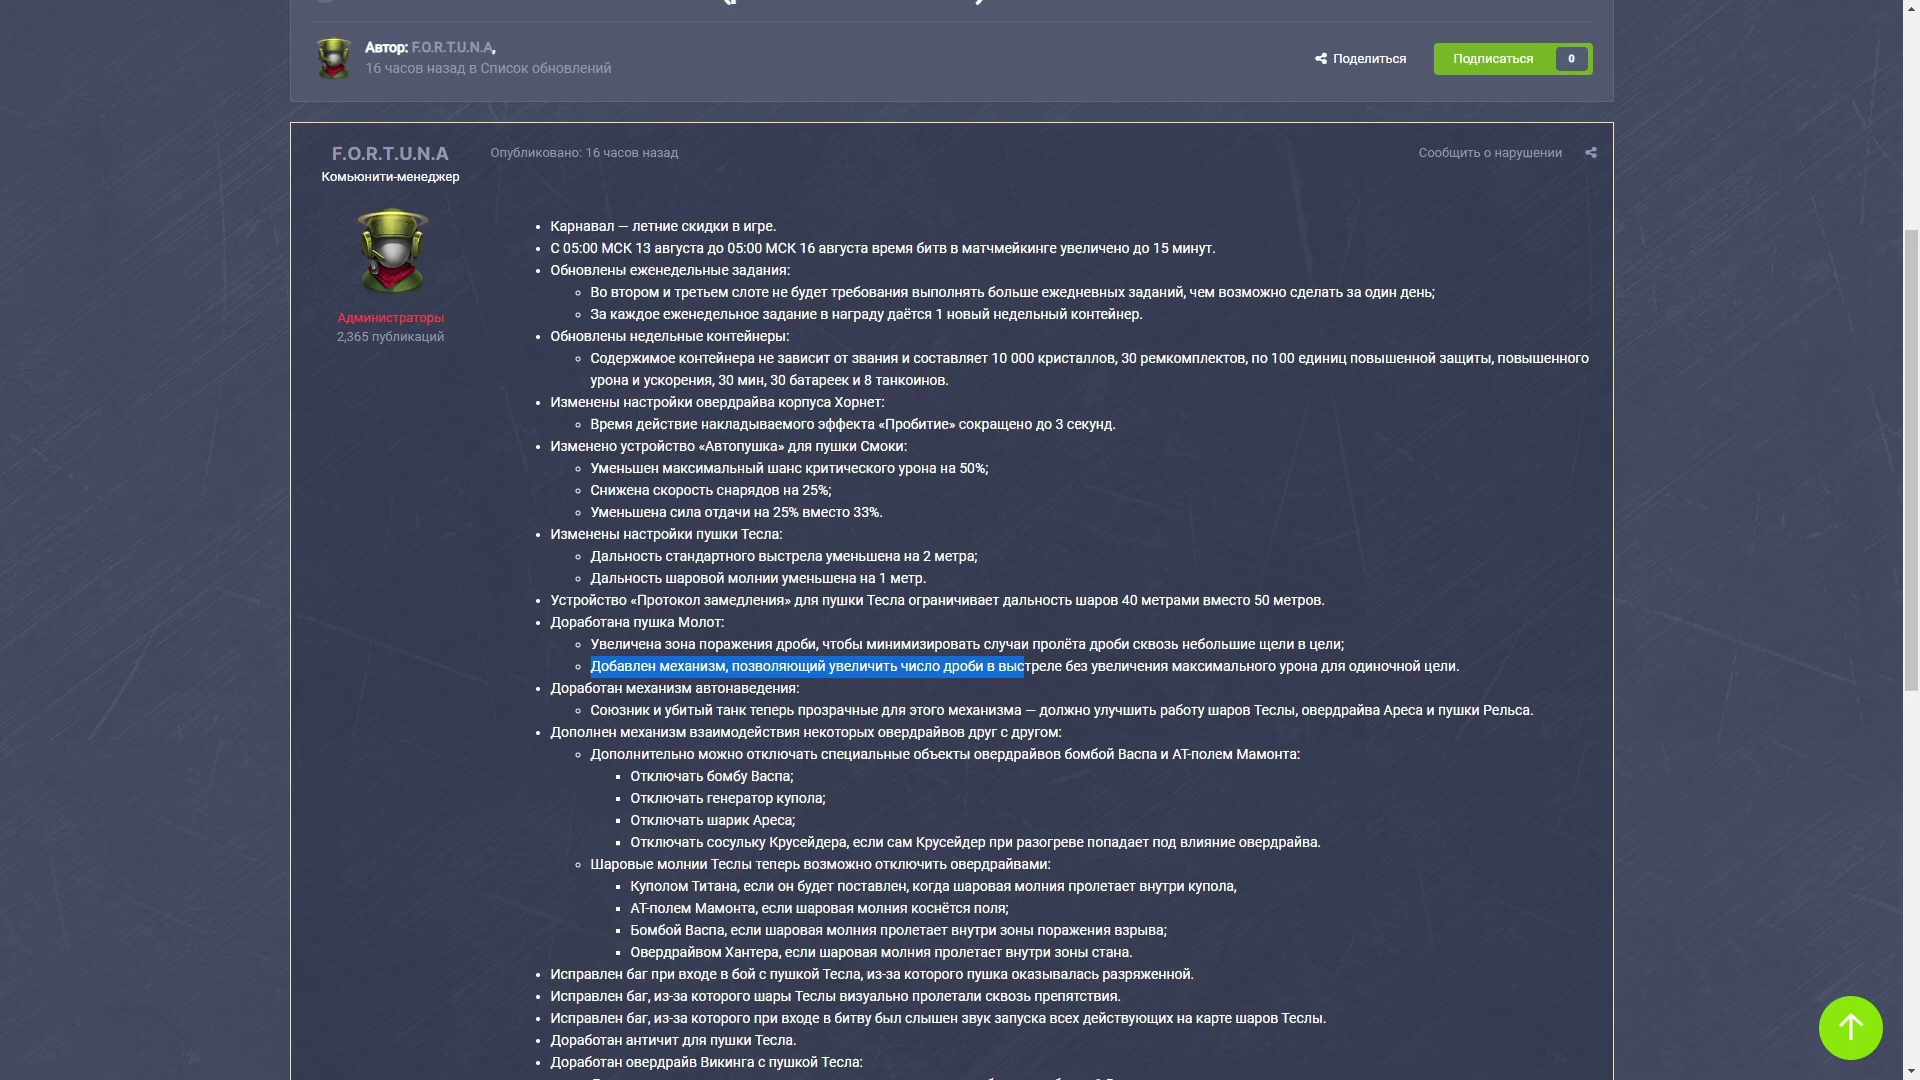 Автор: F.O.R.T.U.N.A,
16 часов назад в Список обновлений
Поделиться
Подписаться 0
F.O.R.T.U.N.A
Комьюнити-менеджер
Администраторы
2,365 публикаций
Опубликовано: 16 часов назад
Сообщить о нарушении
• Карнавал — летние скидки в игре.
• С 05:00 МСК 13 августа до 05:00 МСК 16 августа время битв в матчмейкинге увеличено до 15 минут.
• Обновлены еженедельные задания:
◦ Во втором и третьем слоте не будет требования выполнять больше ежедневных заданий, чем возможно сделать за один день;
◦ За каждое еженедельное задание в награду даётся 1 новый недельный контейнер.
• Обновлены недельные контейнеры:
◦ Содержимое контейнера не зависит от звания и составляет 10 000 кристаллов, 30 ремкомплектов, по 100 единиц повышенной защиты, повышенного
урона и ускорения, 30 мин, 30 батареек и 8 танкоинов.
• Изменены настройки овердрайва корпуса Хорнет:
◦ Время действие накладываемого эффекта «Пробитие» сокращено до 3 секунд.
• Изменено устройство «Автопушка» для пушки Смоки:
◦ Уменьшен максимальный шанс критического урона на 50%;
◦ Снижена скорость снарядов на 25%;
◦ Уменьшена сила отдачи на 25% вместо 33%.
• Изменены настройки пушки Тесла:
◦ Дальность стандартного выстрела уменьшена на 2 метра;
◦ Дальность шаровой молнии уменьшена на 1 метр.
• Устройство «Протокол замедления» для пушки Тесла ограничивает дальность шаров 40 метрами вместо 50 метров.
• Доработана пушка Молот:
◦ Увеличена зона поражения дроби, чтобы минимизировать случаи пролёта дроби сквозь небольшие щели в цели;
◦ Добавлен механизм, позволяющий увеличить число дроби в выстреле без увеличения максимального урона для одиночной цели.
• Доработан механизм автонаведения:
◦ Союзник и убитый танк теперь прозрачные для этого механизма — должно улучшить работу шаров Теслы, овердрайва Ареса и пушки Рельса.
• Дополнен механизм взаимодействия некоторых овердрайвов друг с другом:
◦ Дополнительно можно отключать специальные объекты овердрайвов бомбой Васпа и АТ-полем Мамонта:
▪ Отключать бомбу Васпа;
▪ Отключать генератор купола;
▪ Отключать шарик Ареса;
▪ Отключать сосульку Крусейдера, если сам Крусейдер при разогреве попадает под влияние овердрайва.
◦ Шаровые молнии Теслы теперь возможно отключить овердрайвами:
▪ Куполом Титана, если он будет поставлен, когда шаровая молния пролетает внутри купола,
▪ АТ-полем Мамонта, если шаровая молния коснётся поля;
▪ Бомбой Васпа, если шаровая молния пролетает внутри зоны поражения взрыва;
▪ Овердрайвом Хантера, если шаровая молния пролетает внутри зоны стана.
• Исправлен баг при входе в бой с пушкой Тесла, из-за которого пушка оказывалась разряженной.
• Исправлен баг, из-за которого шары Теслы визуально пролетали сквозь препятствия.
• Исправлен баг, из-за которого при входе в битву был слышен звук запуска всех действующих на карте шаров Теслы.
• Доработан античит для пушки Тесла.
• Доработан овердрайв Викинга с пушкой Тесла: